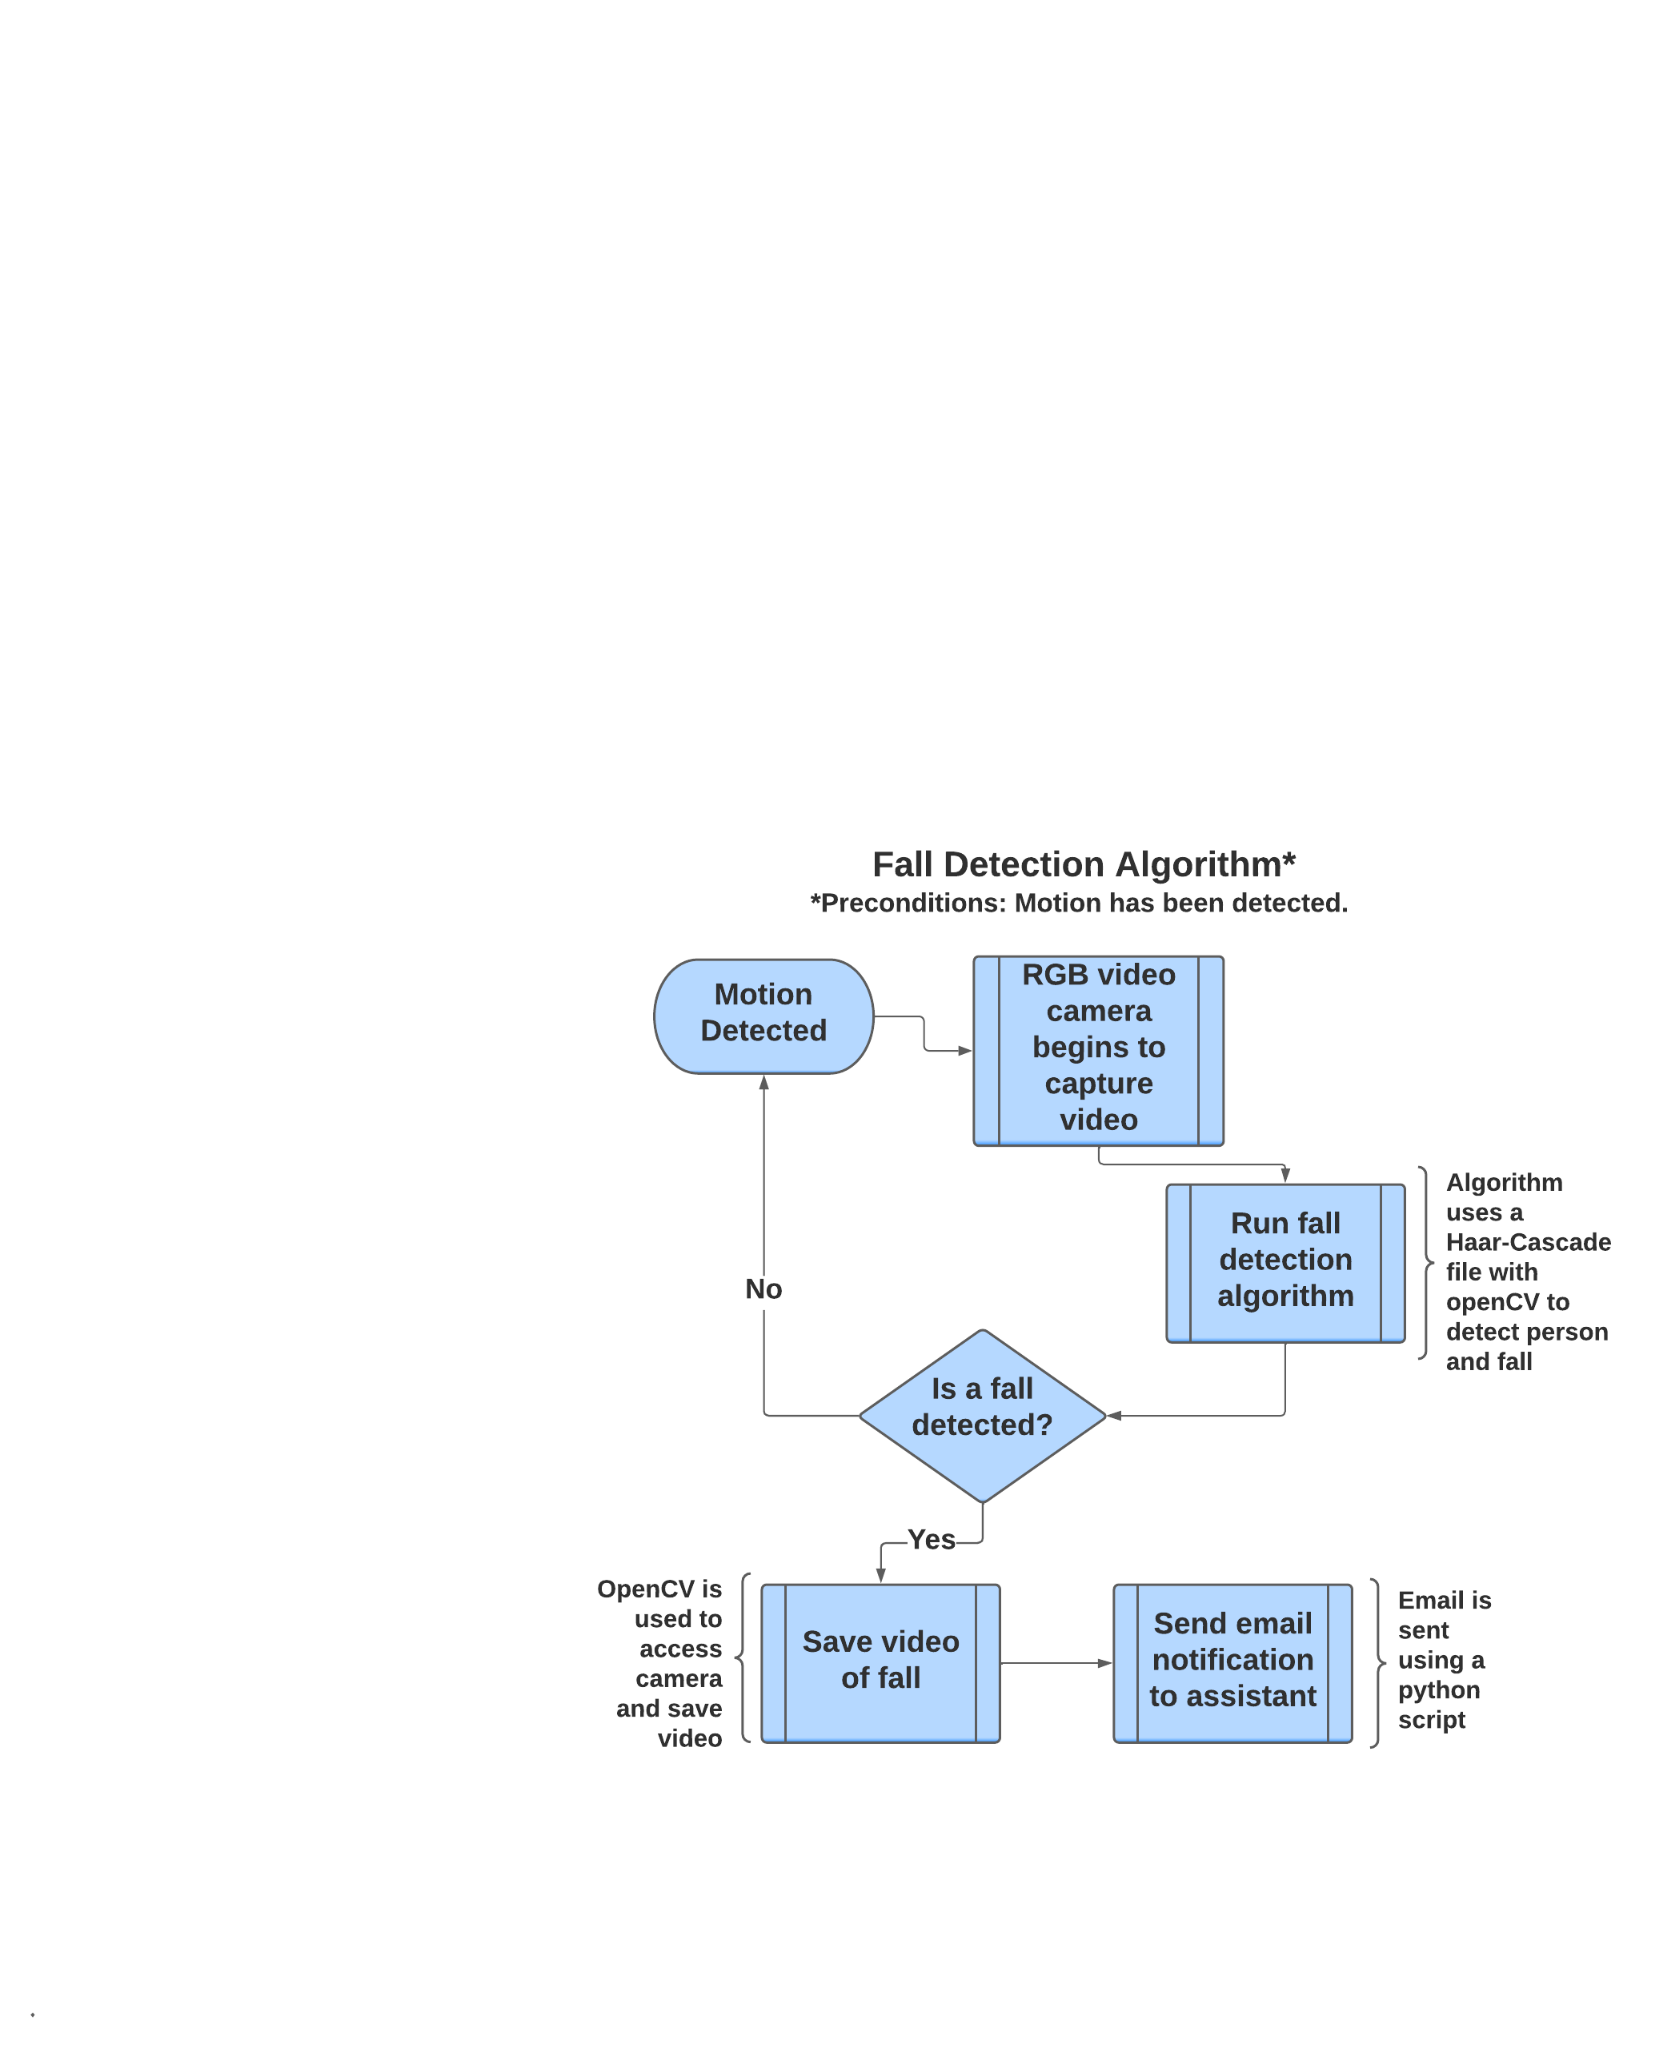 Fall Detection Algorithm*
*Preconditions: Motion has been detected.
Motion
Detected
RGB video
camera
begins to
capture
video
Run fall
detection
algorithm
Algorithm
uses a
Haar-Cascade
file with
openCV to
detect person
and fall
No
Is a fall
detected?
Yes
OpenCV is
used to
access
camera
and save
video
Save video
of fall
Send email
notification
to assistant
Email is
sent
using a
python
script